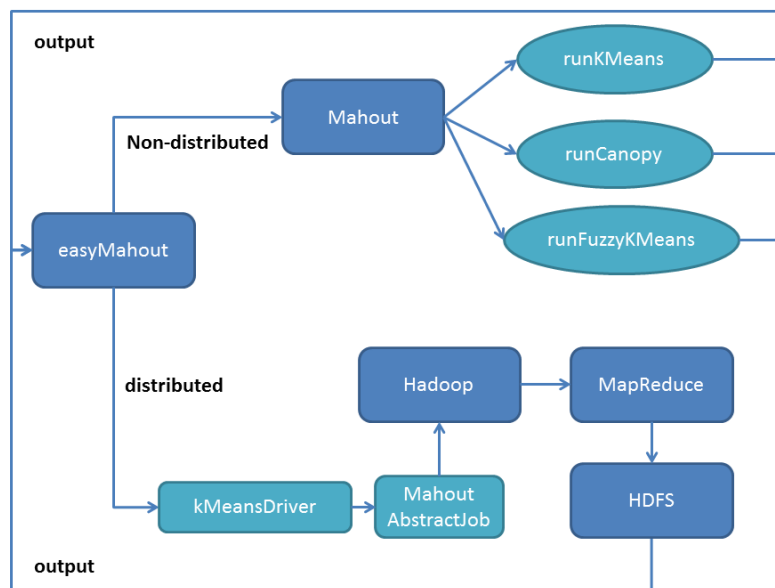 output
runKMeans
Mahout
Non-distributed
runCanopy
easyMahout
runFuzzyKMeans
distributed
Hadoop
MapReduce
kMeansDriver
Mahout
AbstractJob
HDFS
output